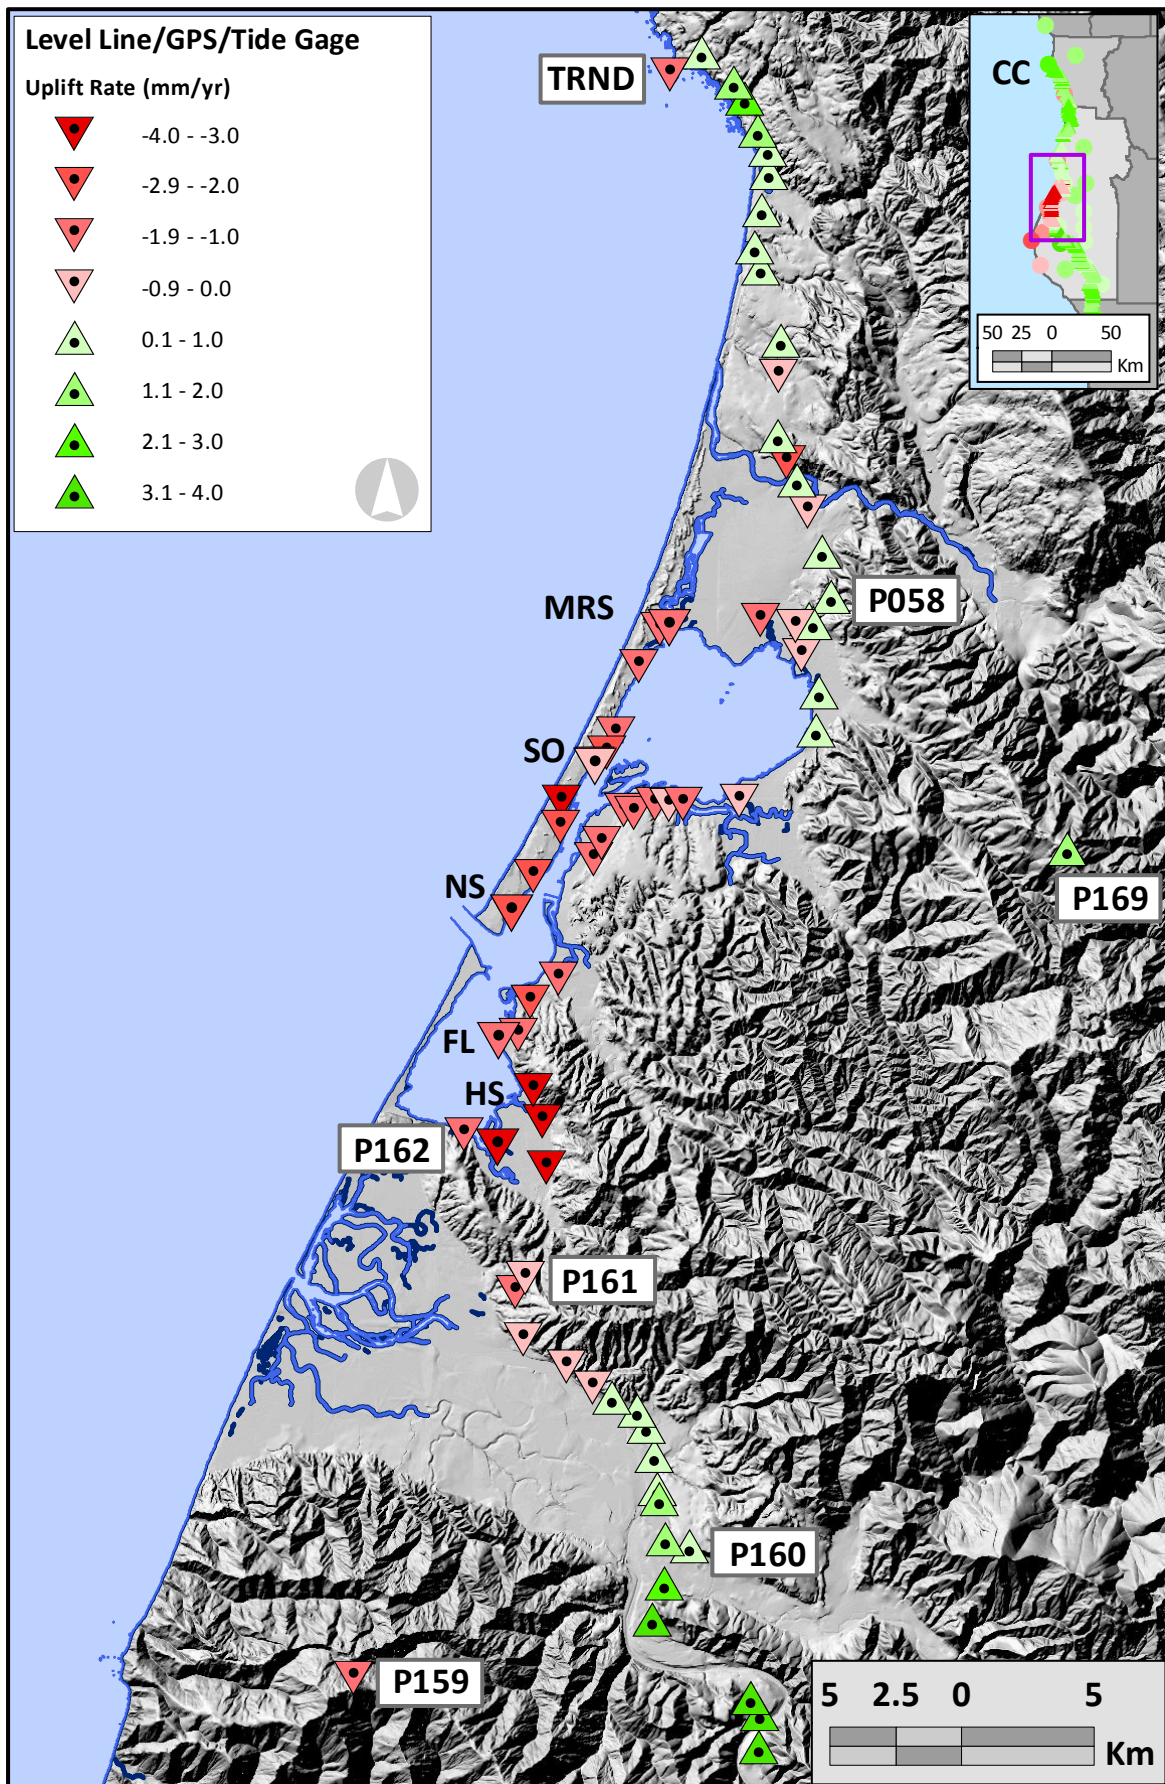 Level Line/GPS/Tide Gage
Uplift Rate (mm/yr)
-4.0 - -3.0
-2.9 - -2.0
-1.9 - -1.0
-0.9 - 0.0
0.1 - 1.0
1.1 - 2.0
2.1 - 3.0
3.1 - 4.0
TRND
CC
50 25 0 50
Km
P058
MRS
SO
P169
NS
FL
HS
P162
P161
P160
P159
5 2.5 0 5
Km